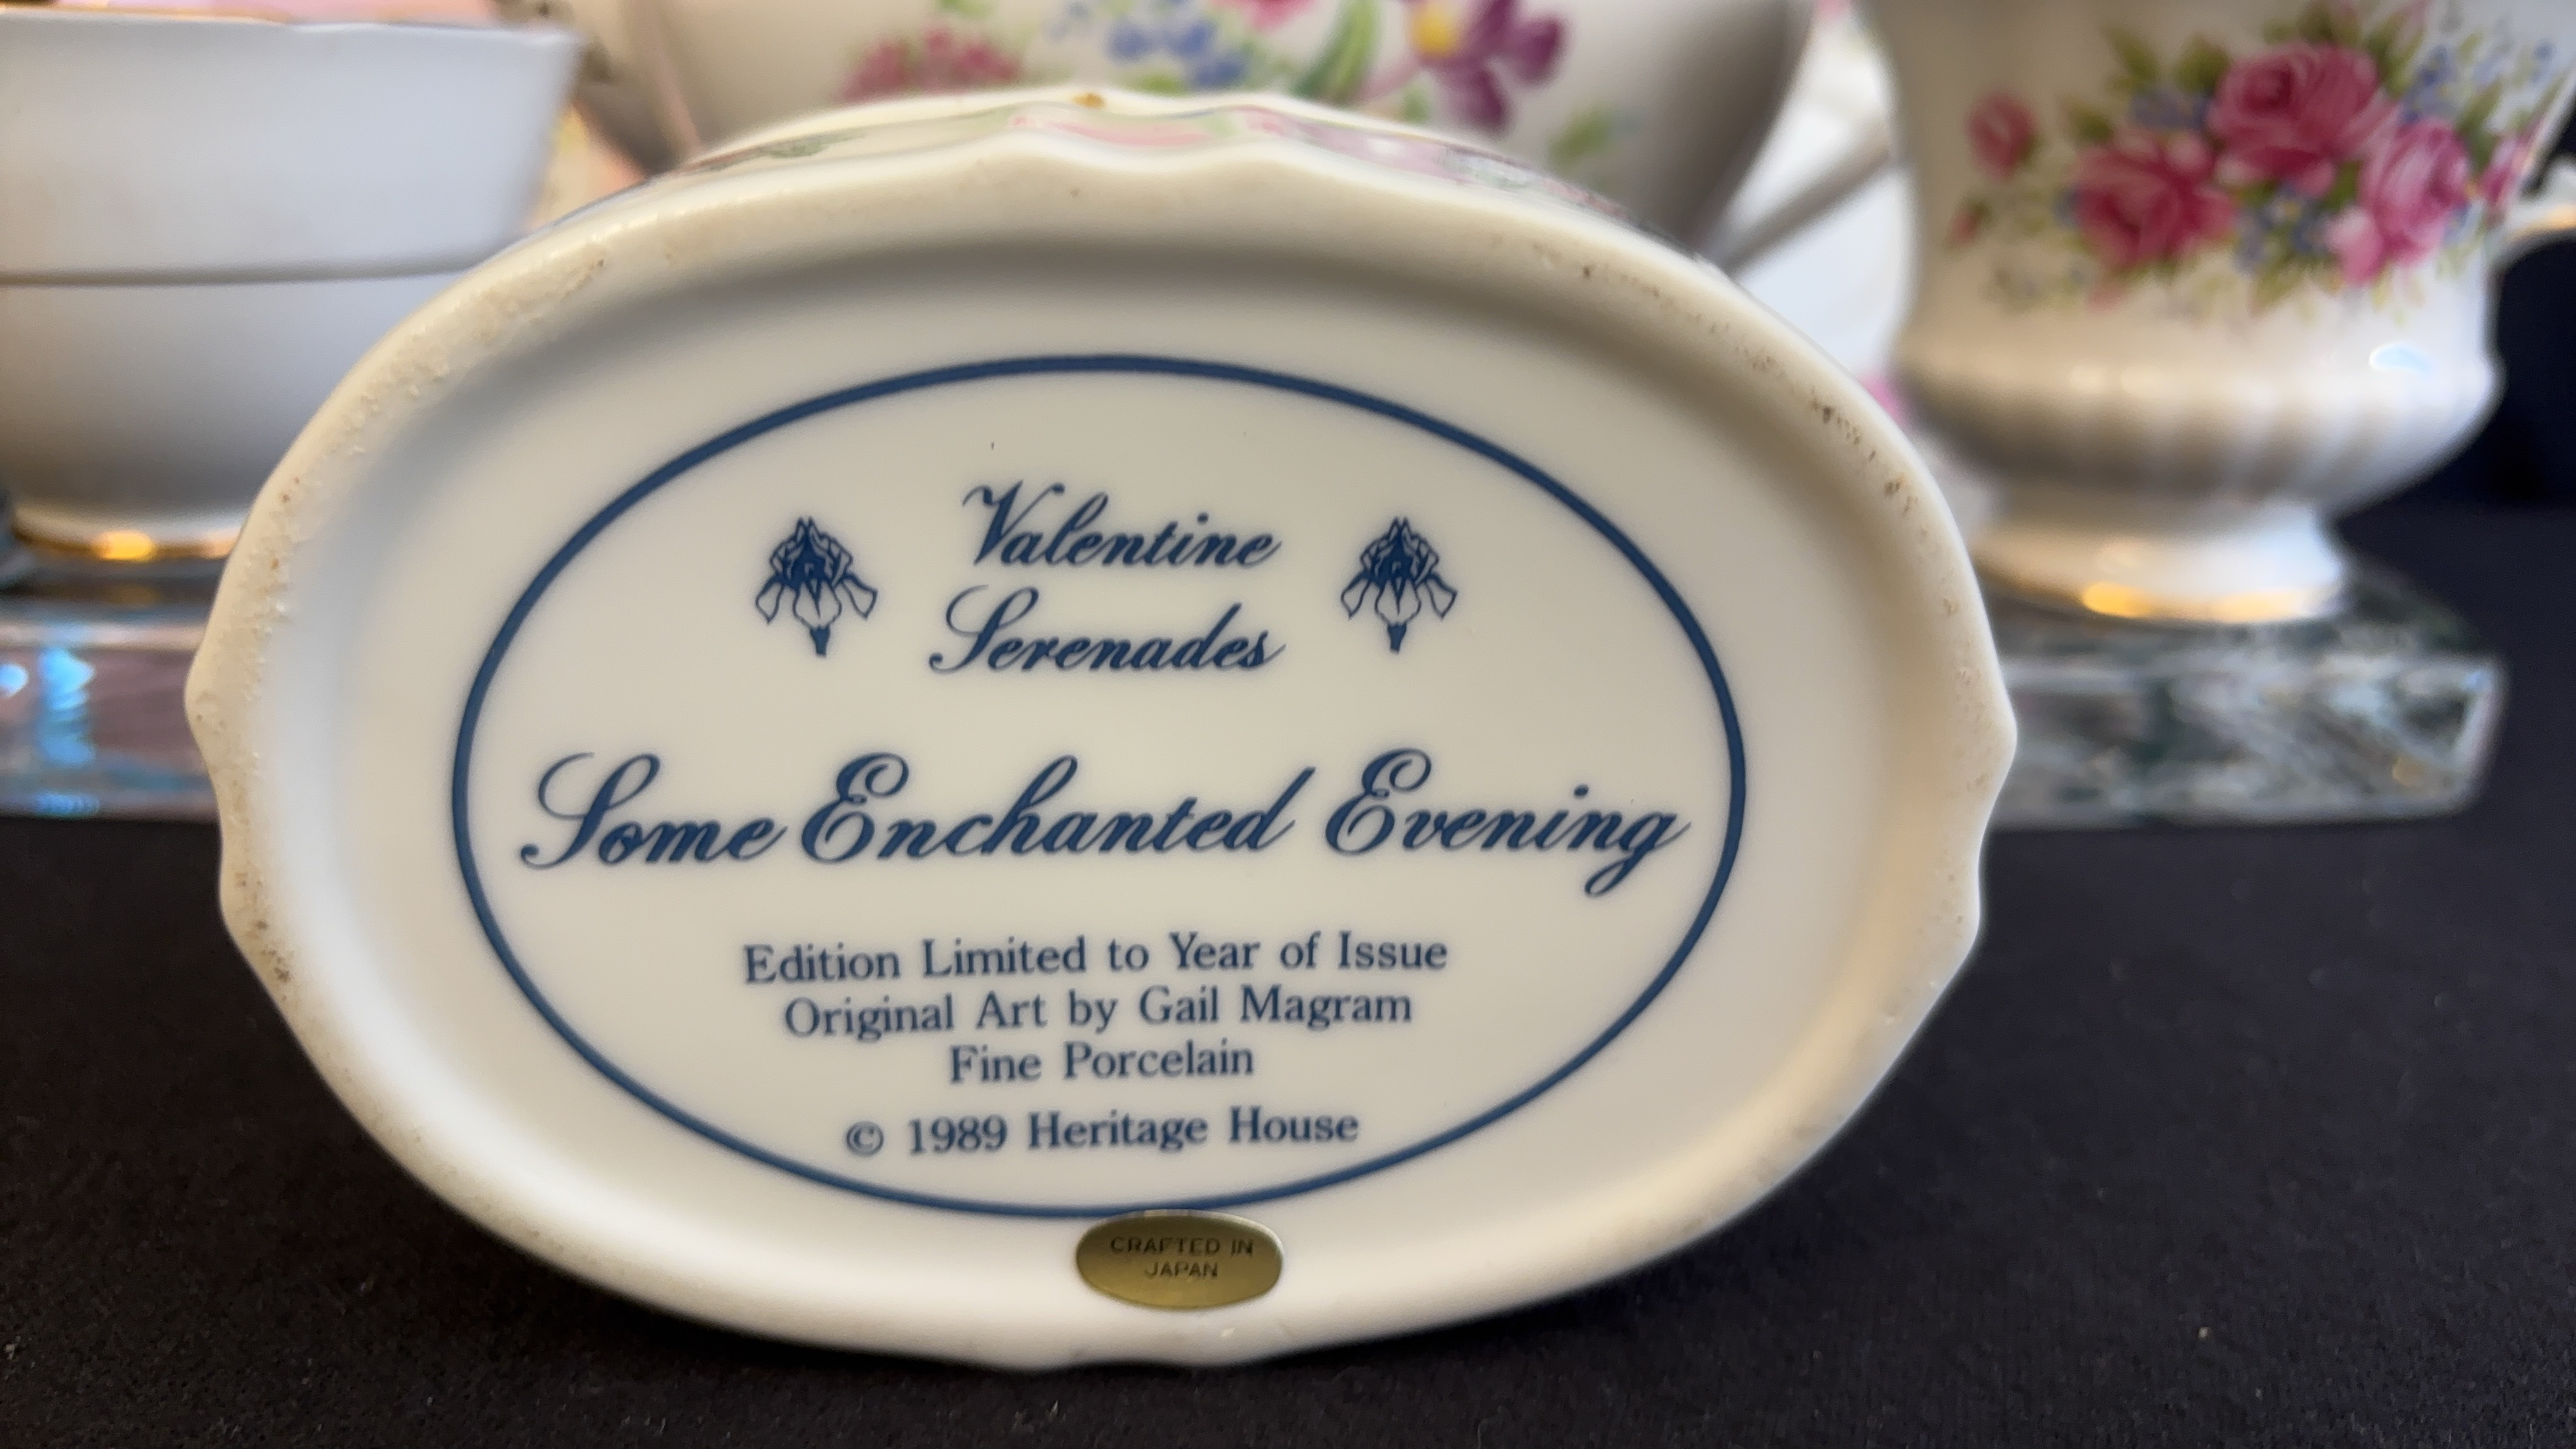 Valentine
Serenades
Some Enchanted Evening
Edition Limited to Year of Issue
Original Art by Gail Magram
Fine Porcelain
© 1989 Heritage House
CRAFTED IN
JAPAN